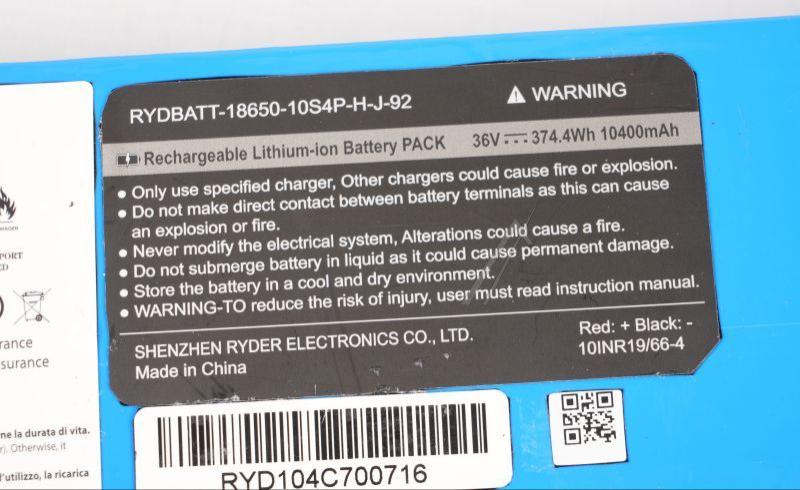 RYDBATT-18650-10S4P-H-J-92
WARNING
Rechargeable Lithium-ion Battery PACK 36V 374.4Wh 10400mAh
• Only use specified charger, Other chargers could cause fire or explosion.
• Do not make direct contact between battery terminals as this can cause
an explosion or fire.
• Never modify the electrical system, Alterations could cause a fire.
• Do not submerge battery in liquid as it could cause permanent damage.
• Store the battery in a cool and dry environment.
• WARNING-TO reduce the risk of injury, user must read instruction manual.
SHENZHEN RYDER ELECTRONICS CO., LTD.
Made in China
Red: + Black: -
10INR19/66-4
RYD104C700716
rance
surance
ne la durata di vita.
r). Otherwise, it
l'utilizzo, la ricarica